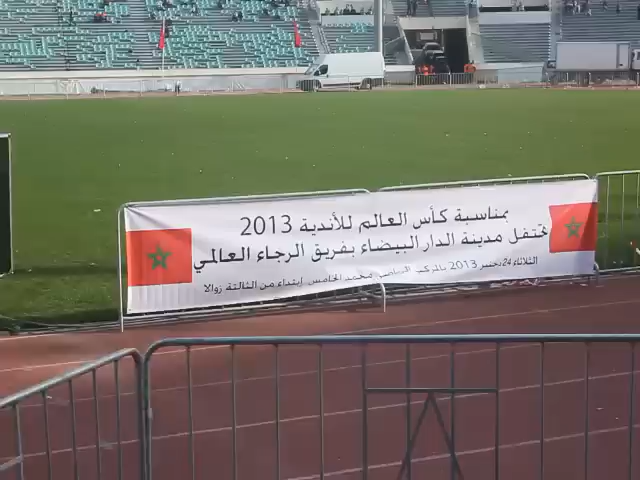 بمناسبة كأس العالم للأندية 2013
تحتفل مدينة الدار البيضاء بفريق الرجاء العالمي
الثلاثاء 24 دجنبر 2013 بالمركب الرياضي محمد الخامس ابتداء من الثالثة زوالا